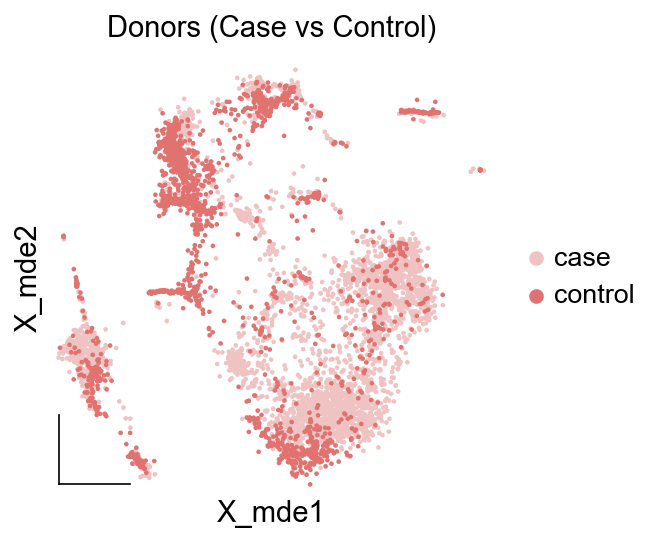 Donors (Case vs Control)
X_mde2
case
control
X_mde1